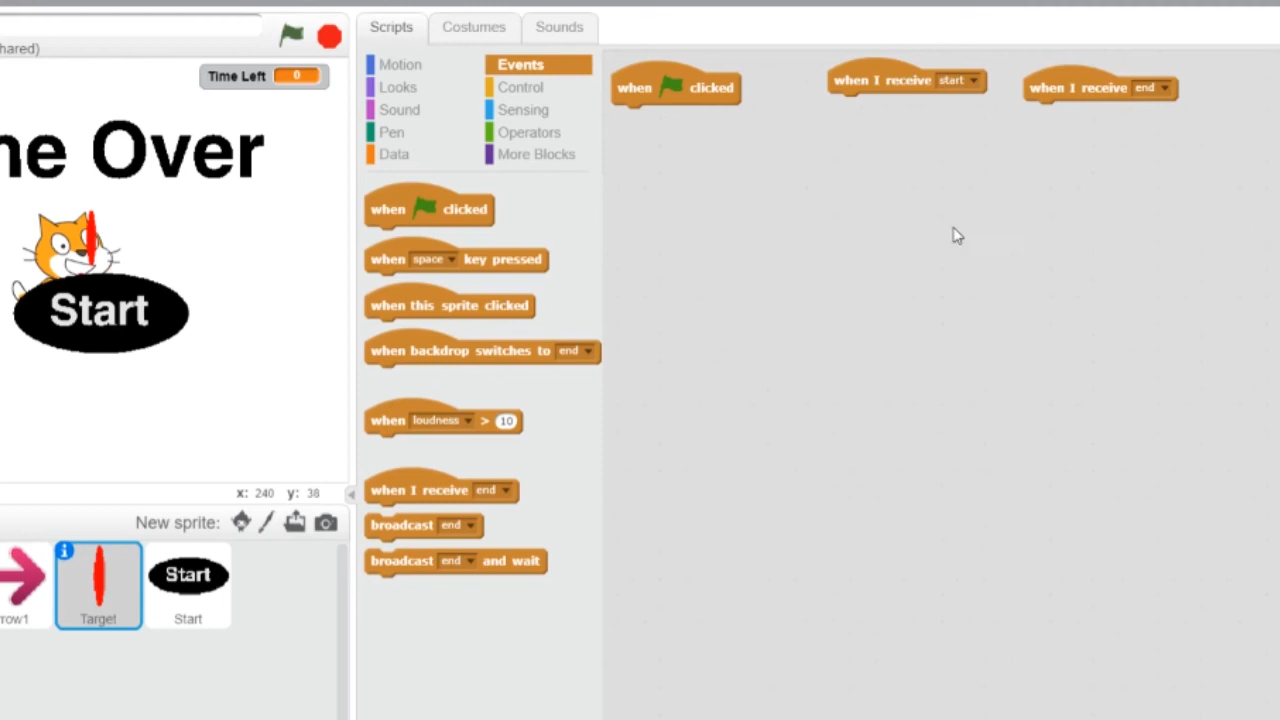 Scripts Costumes Sounds
hared)
Time Left 0
ne Over
Start
x: 240 y: 38
New sprite:
rrow1
Target
Start
Start
Motion Events
Looks Control
Sound Sensing
Pen Operators
Data More Blocks
when clicked
when space key pressed
when this sprite clicked
when backdrop switches to end
when loudness > 10
when I receive end
broadcast end
broadcast end and wait
when clicked
when I receive start
when I receive end